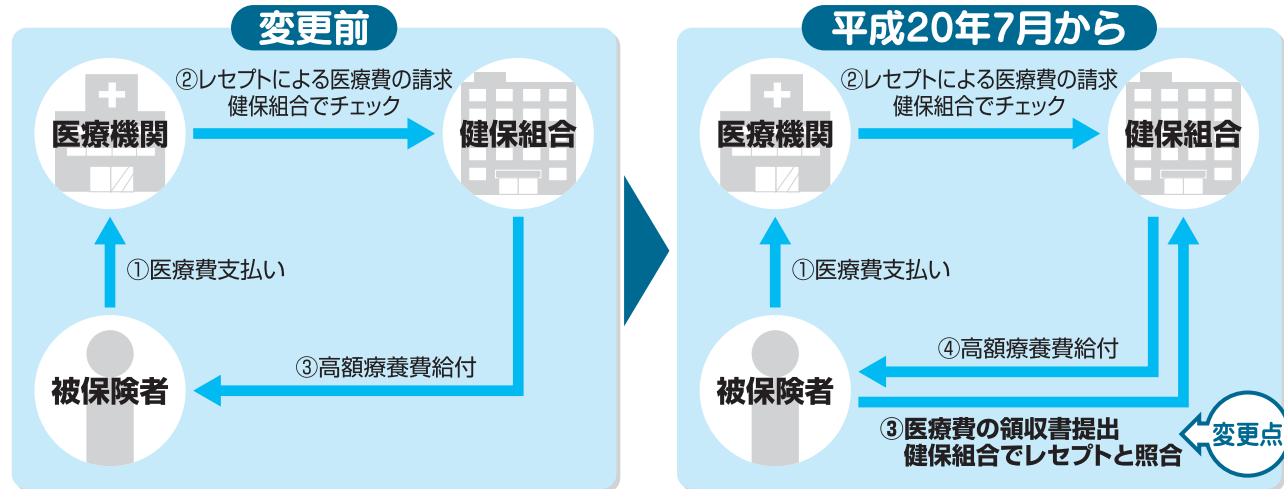 変更前
②レセプトによる医療費の請求
健保組合でチェック
医療機関
健保組合
①医療費支払い
③高額療養費給付
被保険者
平成20年7月から
②レセプトによる医療費の請求
健保組合でチェック
医療機関
健保組合
①医療費支払い
④高額療養費給付
被保険者
③医療費の領収書提出
健保組合でレセプトと照合
変更点